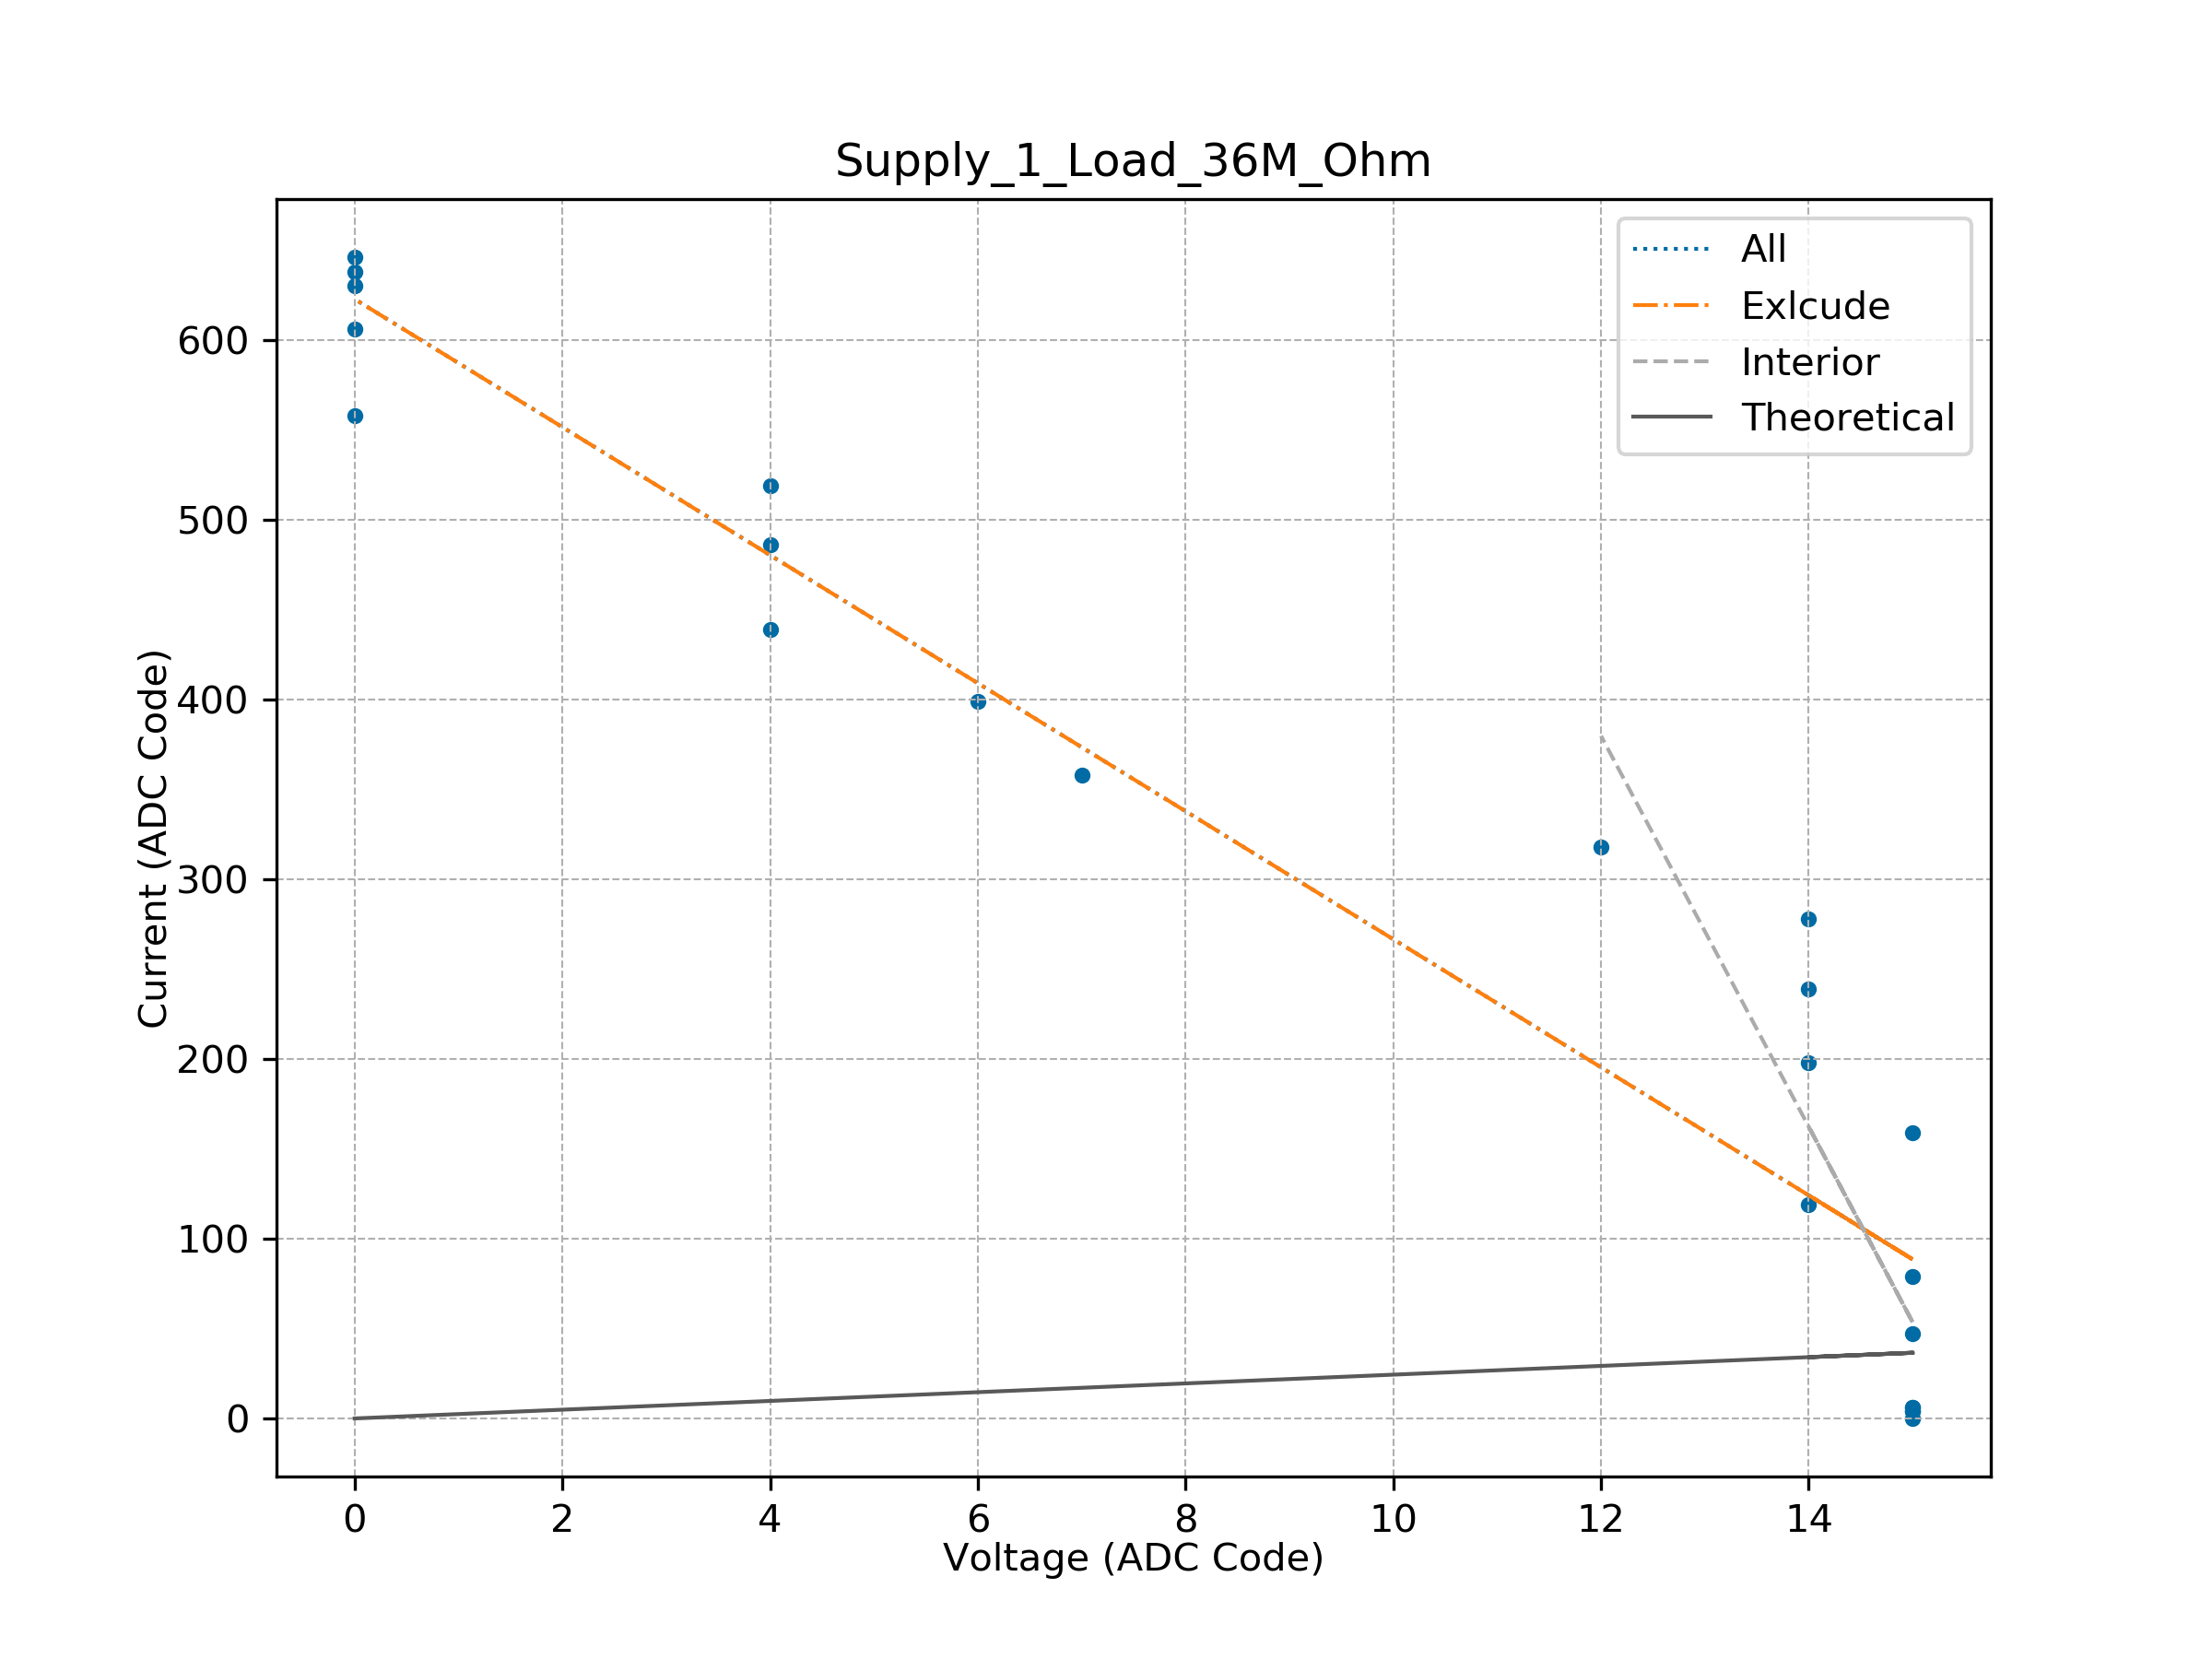 Supply_1_Load_36M_Ohm
All
Exlcude
Interior
Theoretical
600
500
400
300
200
100
0
Current (ADC Code)
0 2 4 6 8 10 12 14
Voltage (ADC Code)